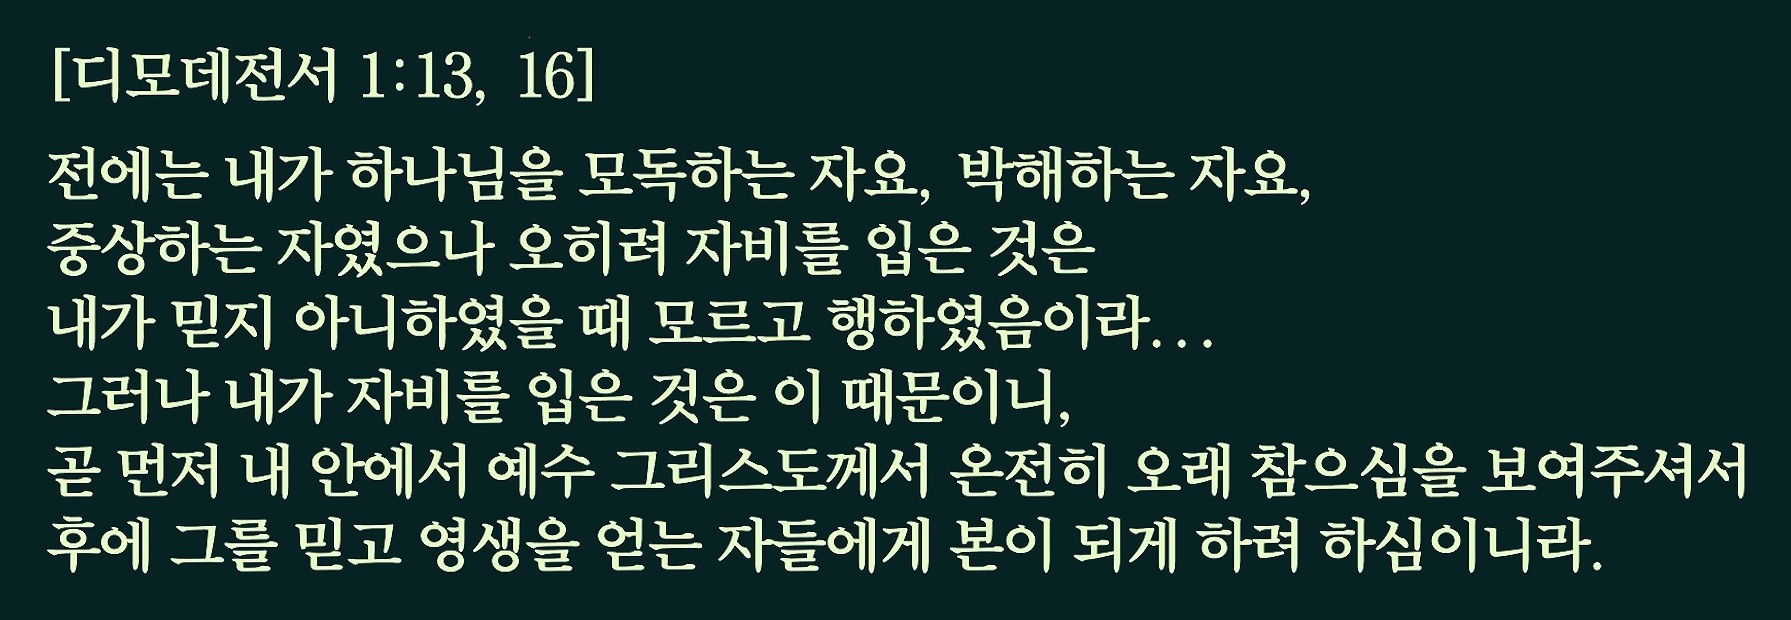 [디모데전서 1:13, 16]
전에는 내가 하나님을 모독하는 자요, 박해하는 자요,
중상하는 자였으나 오히려 자비를 입은 것은
내가 믿지 아니하였을 때 모르고 행하였음이라...
그러나 내가 자비를 입은 것은 이 때문이니,
곧 먼저 내 안에서 예수 그리스도께서 온전히 오래 참으심을 보여주셔서
후에 그를 믿고 영생을 얻는 자들에게 본이 되게 하려 하심이니라.